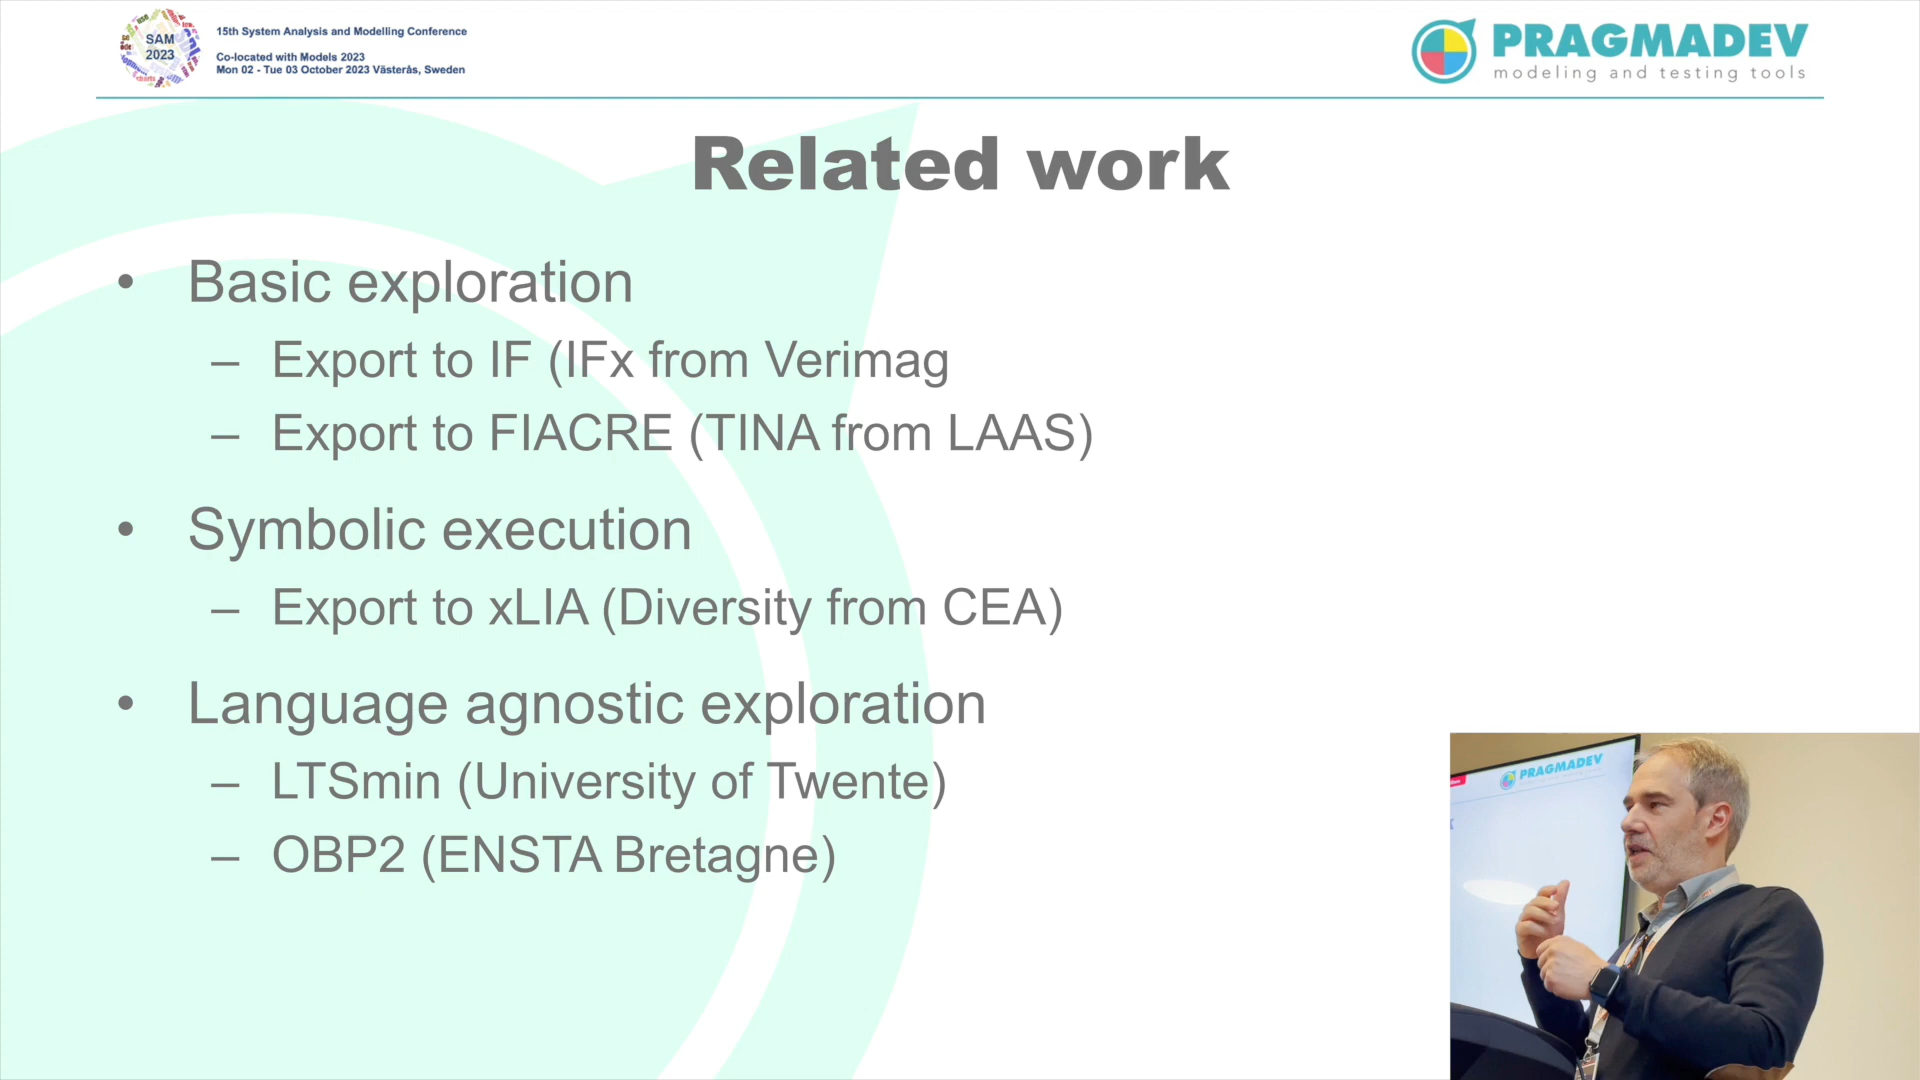 SAM
2023
15th System Analysis and Modelling Conference
Co-located with Models 2023
Mon 02 - Tue 03 October 2023 Västerås, Sweden
PRAGMADEV
modeling and testing tools
Related work
• Basic exploration
– Export to IF (IFx from Verimag
– Export to FIACRE (TINA from LAAS)
• Symbolic execution
– Export to xLIA (Diversity from CEA)
• Language agnostic exploration
– LTSmin (University of Twente)
– OBP2 (ENSTA Bretagne)
PRAGMADEV